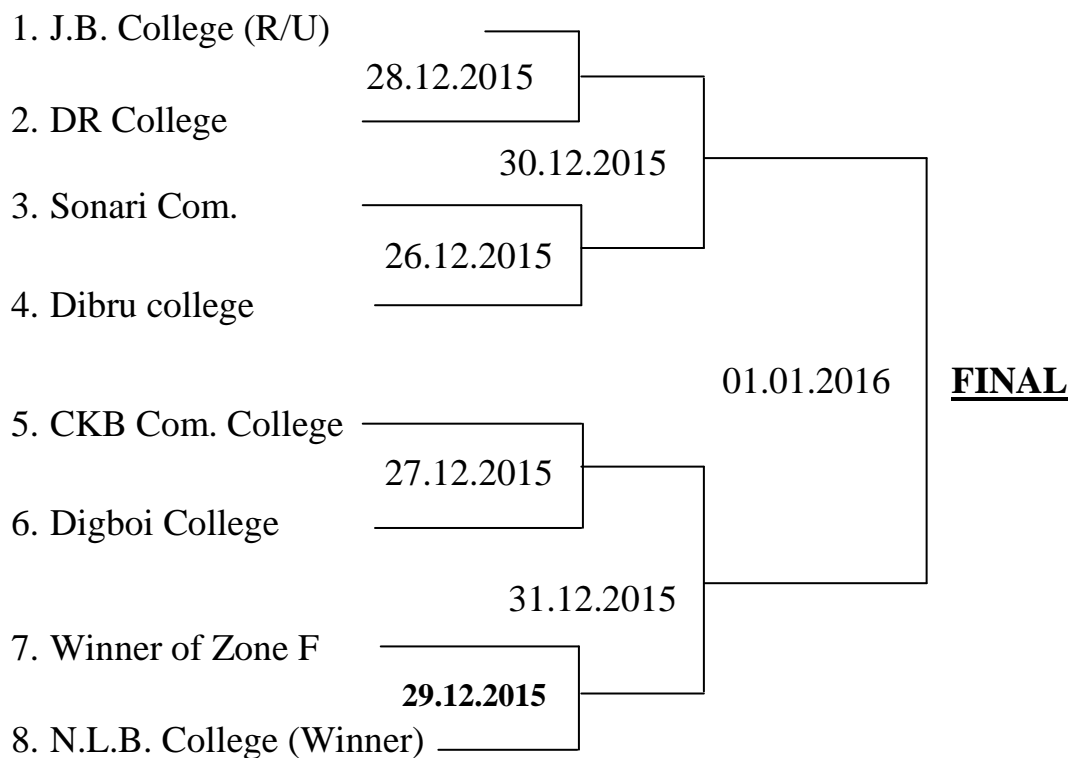 1. J.B. College (R/U)
28.12.2015
2. DR College
30.12.2015
3. Sonari Com.
26.12.2015
4. Dibru college
01.01.2016 FINAL
5. CKB Com. College
27.12.2015
6. Digboi College
31.12.2015
7. Winner of Zone F
29.12.2015
8. N.L.B. College (Winner)